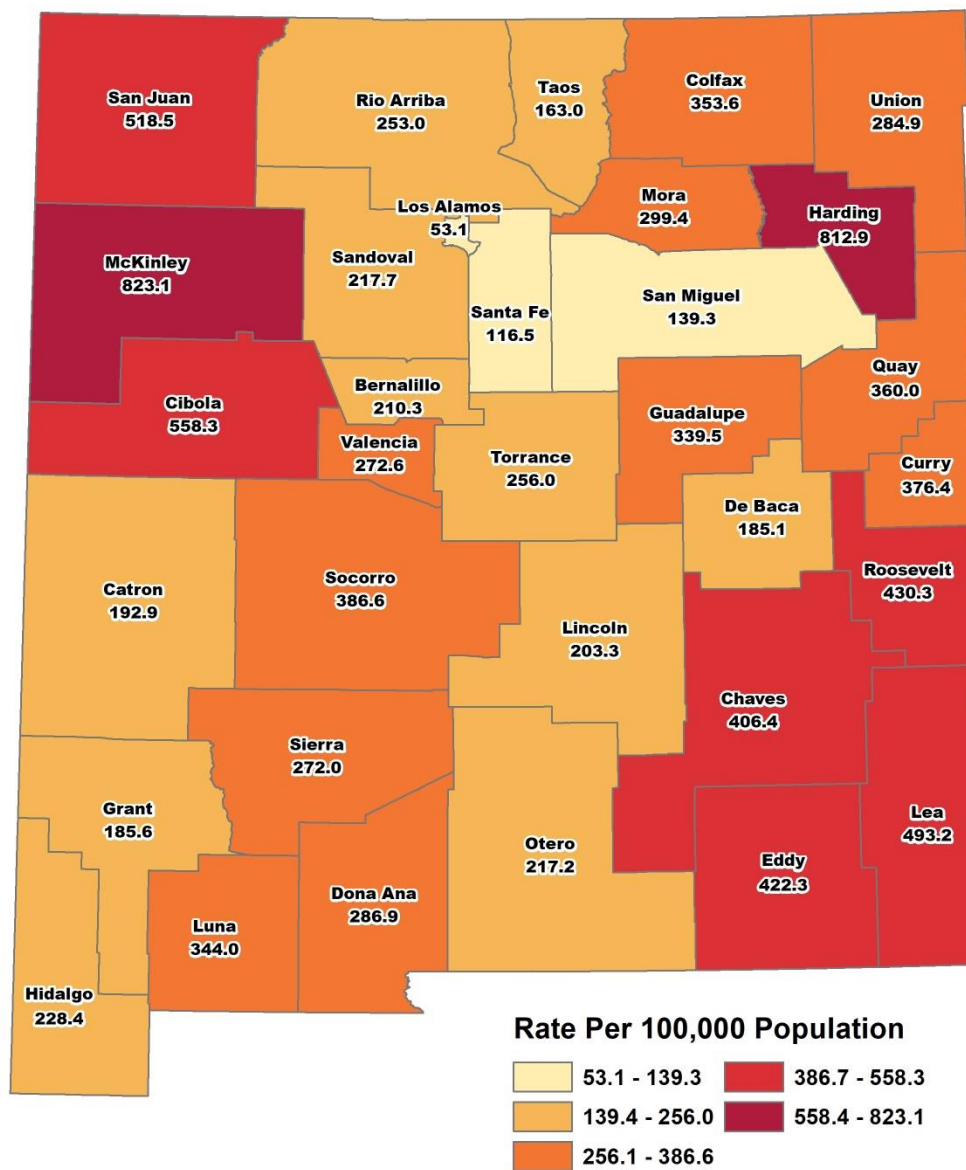 San Juan
518.5
Rio Arriba
253.0
Taos
163.0
Colfax
353.6
Union
284.9
Los Alamos
53.1
Mora
299.4
Harding
812.9
McKinley
823.1
Sandoval
217.7
Santa Fe
116.5
San Miguel
139.3
Quay
360.0
Cibola
558.3
Bernalillo
210.3
Valencia
272.6
Torrance
256.0
Guadalupe
339.5
Curry
376.4
De Baca
185.1
Catron
192.9
Socorro
386.6
Lincoln
203.3
Roosevelt
430.3
Chaves
406.4
Sierra
272.0
Grant
185.6
Otero
217.2
Lea
493.2
Eddy
422.3
Luna
344.0
Dona Ana
286.9
Hidalgo
228.4
Rate Per 100,000 Population
53.1 - 139.3
139.4 - 256.0
256.1 - 386.6
386.7 - 558.3
558.4 - 823.1